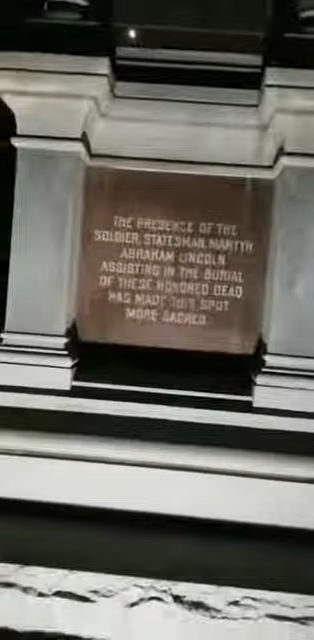 THE PRESENCE OF THE
SOLDIER, STATESMAN, MARTYR,
ABRAHAM LINCOLN
ASSISTING IN THE BURIAL
OF THESE HONORED DEAD
HAS MADE THIS SPOT
MORE SACRED.